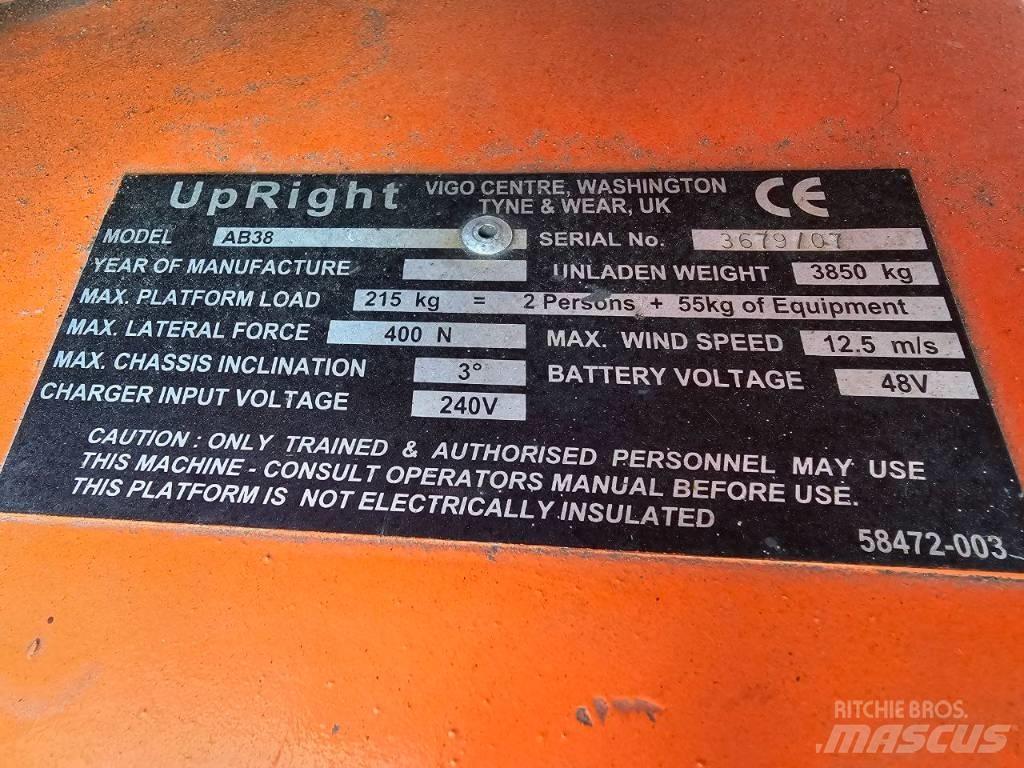 UpRight VIGO CENTRE, WASHINGTON
TYNE & WEAR, UK
CE
MODEL AB38 SERIAL No. 3679/07
YEAR OF MANUFACTURE UNLADEN WEIGHT 3850 kg
MAX. PLATFORM LOAD 215 kg = 2 Persons + 55kg of Equipment
MAX. LATERAL FORCE 400 N MAX. WIND SPEED 12.5 m/s
MAX. CHASSIS INCLINATION 3° BATTERY VOLTAGE 48V
CHARGER INPUT VOLTAGE 240V
CAUTION : ONLY TRAINED & AUTHORISED PERSONNEL MAY USE
THIS MACHINE - CONSULT OPERATORS MANUAL BEFORE USE.
THIS PLATFORM IS NOT ELECTRICALLY INSULATED
58472-003
RITCHIE BROS.
MASCUS